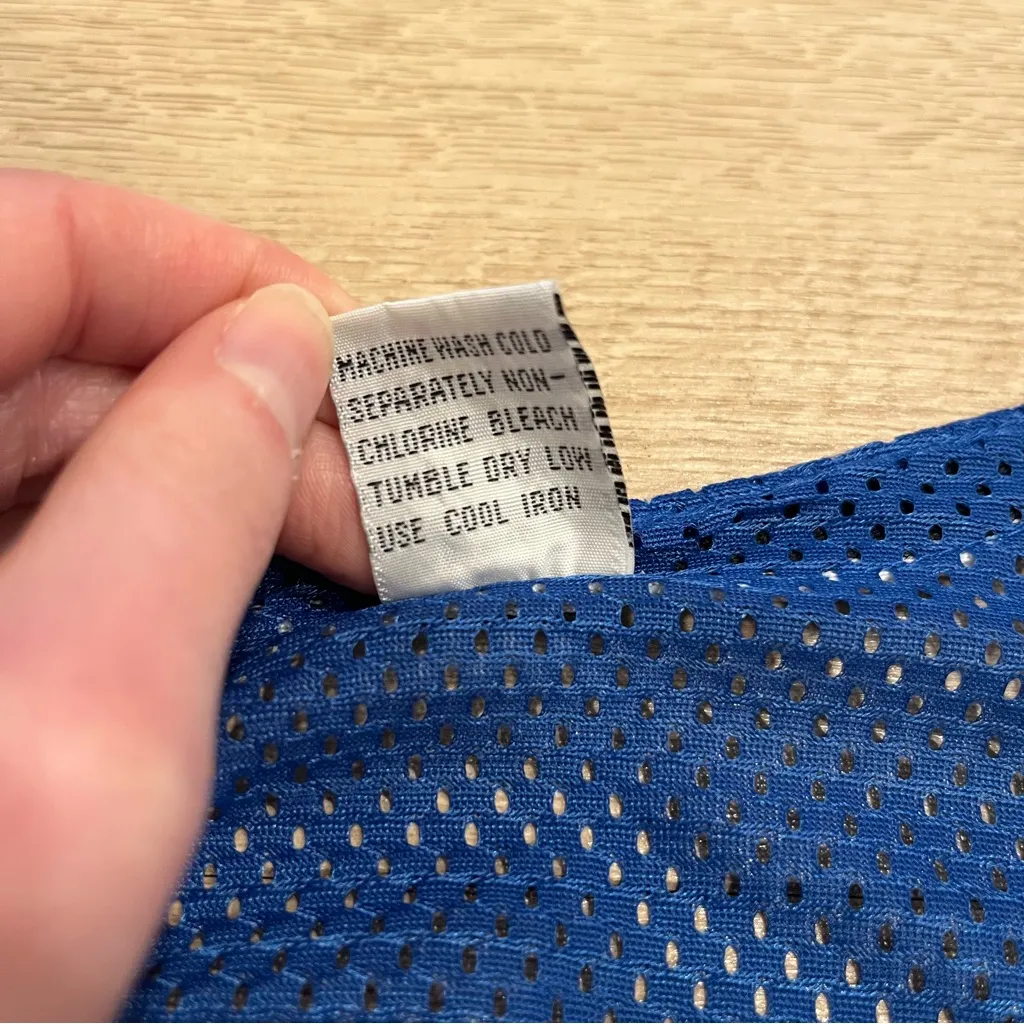 MACHINE WASH COLD
SEPARATELY NON-
CHLORINE BLEACH
TUMBLE DRY LOW
USE COOL IRON